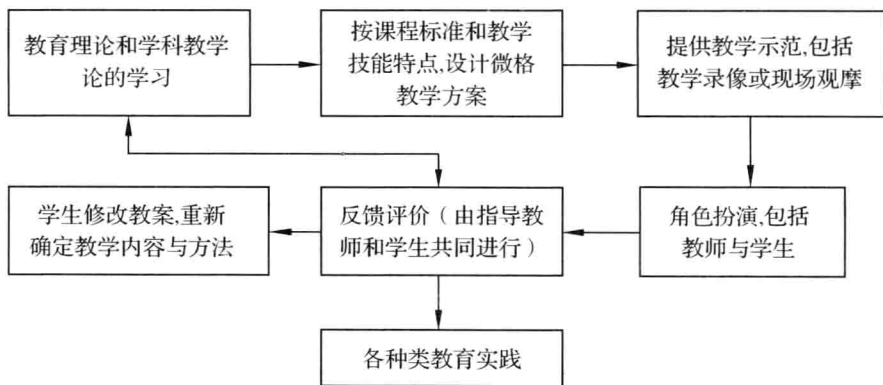 教育理论和学科教学
论的学习
按课程标准和教学
技能特点,设计微格
教学方案
提供教学示范,包括
教学录像或现场观摩
学生修改教案,重新
确定教学内容与方法
反馈评价(由指导教
师和学生共同进行)
角色扮演,包括
教师与学生
各种类教育实践